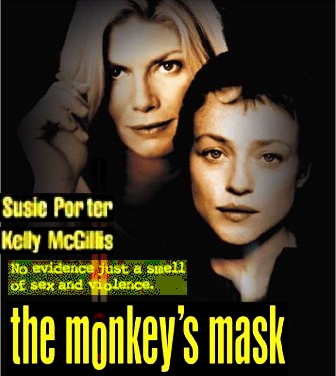 Susie Porter
Kelly McGillis
No evidence just a smell
of sex and violence.
the monkey's mask